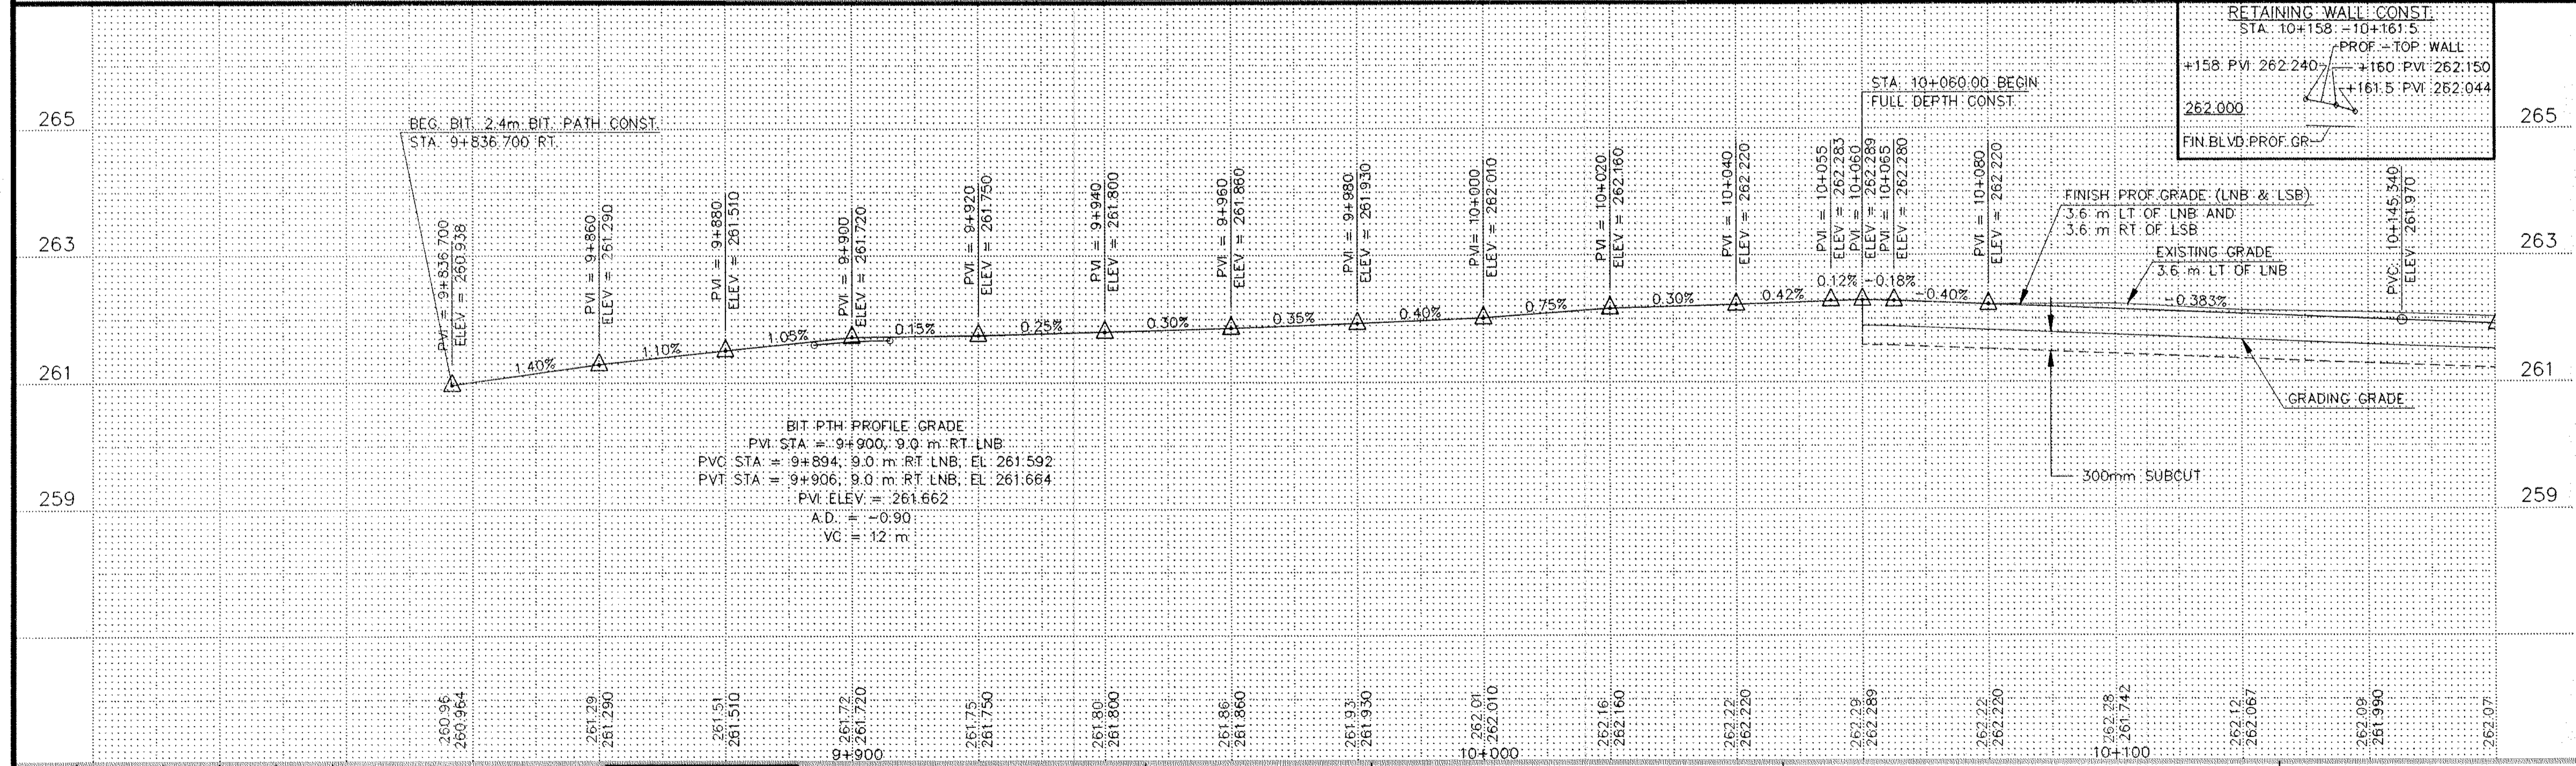 RETAINING WALL CONST.
STA. 10+158 -10+161.5
PROF.-TOP WALL
+158 PVI 262.240
+160 PVI 262.150
+161.5 PVI 262.044
262.000
FIN.BLVD.PROF.GR
265
263
261
259
265
263
261
259
BEG. BIT. 2.4m BIT. PATH CONST.
STA. 9+836.700 RT.
STA. 10+060.00 BEGIN
FULL DEPTH CONST.
PVI = 9+836.700
ELEV = 260.938
PVI = 9+860
ELEV = 261.290
PVI = 9+880
ELEV = 261.510
PVI = 9+900
ELEV = 261.720
PVI = 9+920
ELEV = 261.750
PVI = 9+940
ELEV = 261.800
PVI = 9+960
ELEV = 261.860
PVI = 9+980
ELEV = 261.930
PVI= 10+000
ELEV = 262.010
PVI = 10+020
ELEV = 262.160
PVI = 10+040
ELEV = 262.220
PVI = 10+055
ELEV = 262.283
PVI = 10+060
ELEV = 262.289
PVI = 10+065
ELEV = 262.280
PVI = 10+080
ELEV = 262.220
PVC 10+145.340
ELEV 261.970
FINISH PROF.GRADE (LNB & LSB)
3.6 m LT OF LNB AND
3.6 m RT OF LSB
EXISTING GRADE
3.6 m LT OF LNB
1.40%
1.10%
1.05%
0.15%
0.25%
0.30%
0.35%
0.40%
0.75%
0.30%
0.42%
0.12%
-0.18%
-0.40%
-0.383%
GRADING GRADE
300mm SUBCUT
BIT PTH PROFILE GRADE
PVI STA = 9+900, 9.0 m RT LNB
PVC STA = 9+894, 9.0 m RT LNB, EL 261.592
PVT STA = 9+906, 9.0 m RT LNB, EL 261.664
PVI ELEV = 261.662
A.D. = -0.90
VC = 12 m
260.96
260.964
261.29
261.290
261.51
261.510
261.72
261.720
261.75
261.750
261.80
261.800
261.86
261.860
261.93
261.930
262.01
262.010
262.16
262.160
262.22
262.220
262.29
262.289
262.22
262.220
262.28
261.742
262.12
262.067
262.09
261.990
262.07
9+900
10+000
10+100